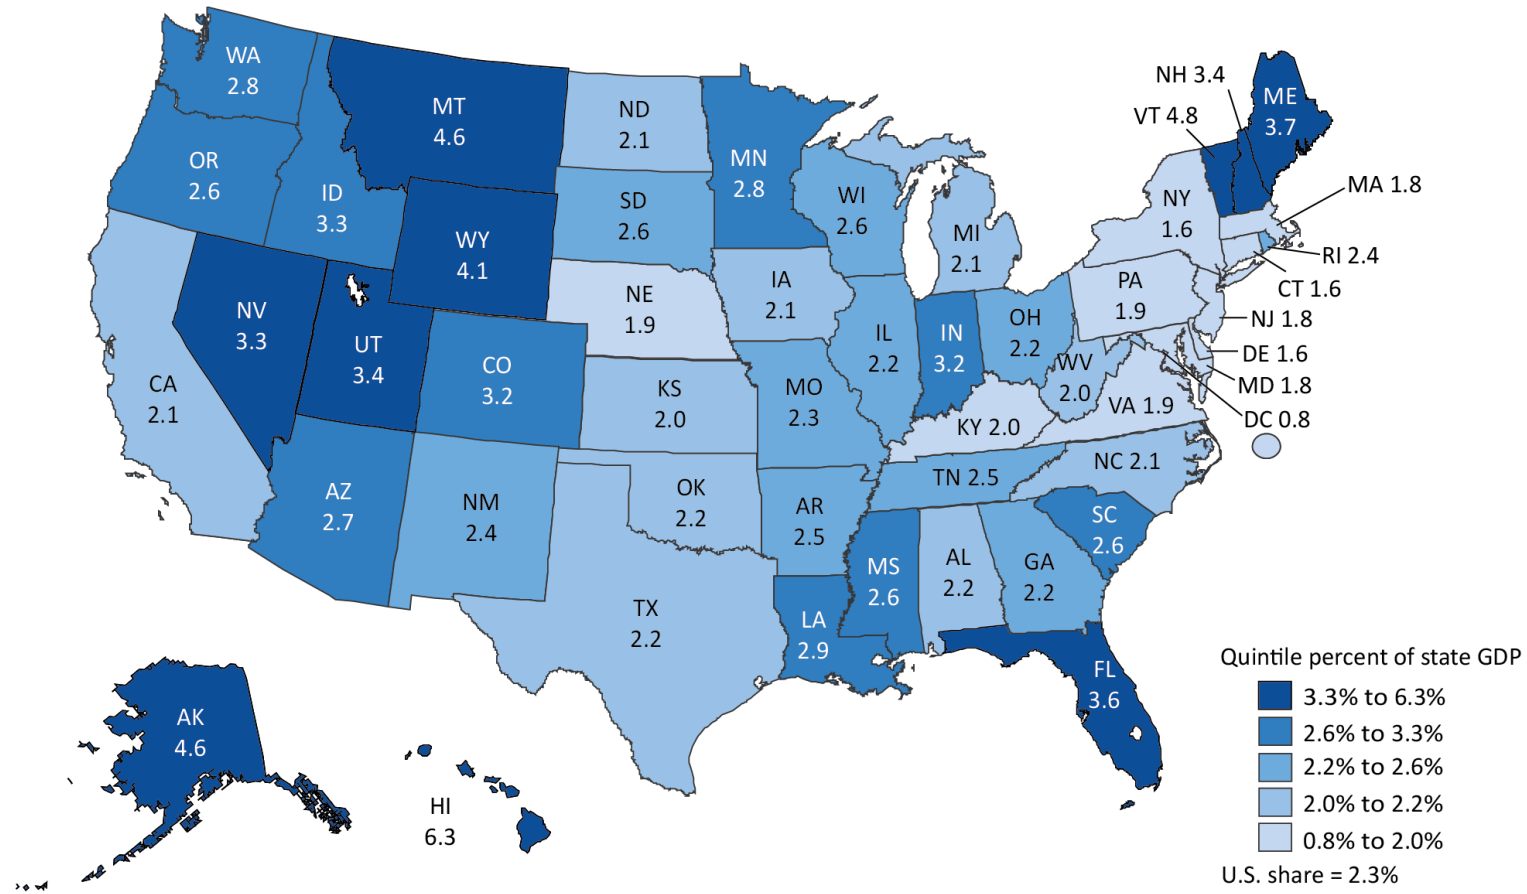 WA
2.8
MT
4.6
ND
2.1
MN
2.8
NH 3.4
VT 4.8
ME
3.7
OR
2.6
ID
3.3
SD
2.6
WI
2.6
MI
2.1
NY
1.6
MA 1.8
RI 2.4
CT 1.6
WY
4.1
NE
1.9
IA
2.1
PA
1.9
NJ 1.8
NV
3.3
UT
3.4
CO
3.2
IL
2.2
IN
3.2
OH
2.2
DE 1.6
MD 1.8
DC 0.8
WV
2.0
VA 1.9
CA
2.1
KS
2.0
MO
2.3
KY 2.0
NC 2.1
TN 2.5
AZ
2.7
NM
2.4
OK
2.2
AR
2.5
SC
2.6
MS
2.6
AL
2.2
GA
2.2
TX
2.2
LA
2.9
FL
3.6
AK
4.6
HI
6.3
Quintile percent of state GDP
3.3% to 6.3%
2.6% to 3.3%
2.2% to 2.6%
2.0% to 2.2%
0.8% to 2.0%
U.S. share = 2.3%